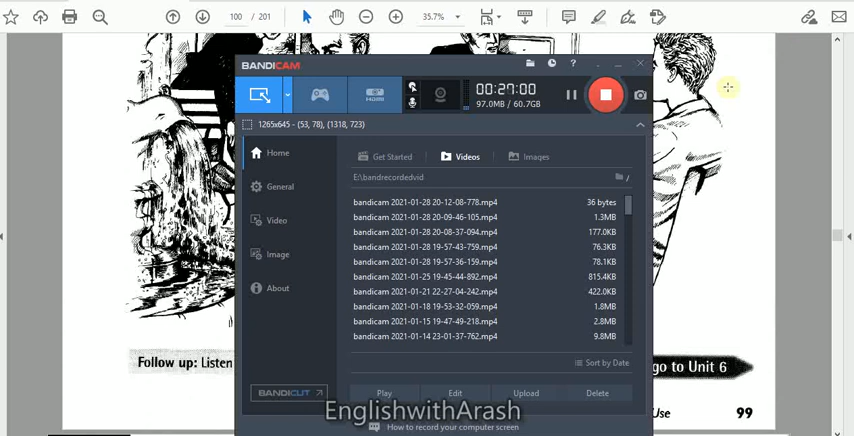 100 / 201
35.7%
BANDICAM
HDMI
00:27:00
97.0MB / 60.7GB
1265x645 - (53, 78), (1318, 723)
Home
General
Video
Image
About
BANDICUT
Get Started
Videos
Images
E:\bandrecordedvid
bandicam 2021-01-28 20-12-08-778.mp4 36 bytes
bandicam 2021-01-28 20-09-46-105.mp4 1.3MB
bandicam 2021-01-28 20-08-37-094.mp4 177.0KB
bandicam 2021-01-28 19-57-43-759.mp4 76.3KB
bandicam 2021-01-28 19-57-36-159.mp4 78.1KB
bandicam 2021-01-25 19-45-44-892.mp4 815.4KB
bandicam 2021-01-21 22-27-04-242.mp4 422.0KB
bandicam 2021-01-18 19-53-32-059.mp4 1.8MB
bandicam 2021-01-15 19-47-49-218.mp4 2.8MB
bandicam 2021-01-14 23-01-37-762.mp4 9.8MB
Sort by Date
Play Edit Upload Delete
How to record your computer screen
Follow up: Listen
go to Unit 6
Use 99
EnglishwithArash